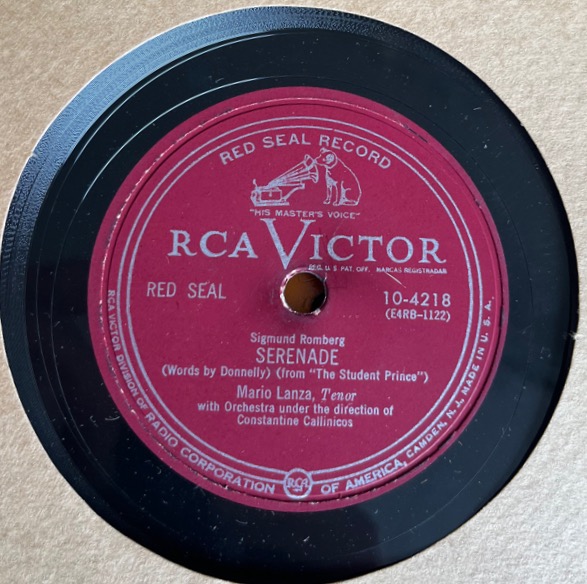 RED SEAL RECORD
"HIS MASTER'S VOICE"
RCA VICTOR
REG. U. S. PAT. OFF. MARCAS REGISTRADAS
RED SEAL
10-4218
(E4RB-1122)
Sigmund Romberg
SERENADE
(Words by Donnelly) (from "The Student Prince")
Mario Lanza, Tenor
with Orchestra under the direction of
Constantine Callinicos
RCA VICTOR DIVISION OF RADIO CORPORATION OF AMERICA, CAMDEN, N. J. MADE IN U. S. A.
RCA